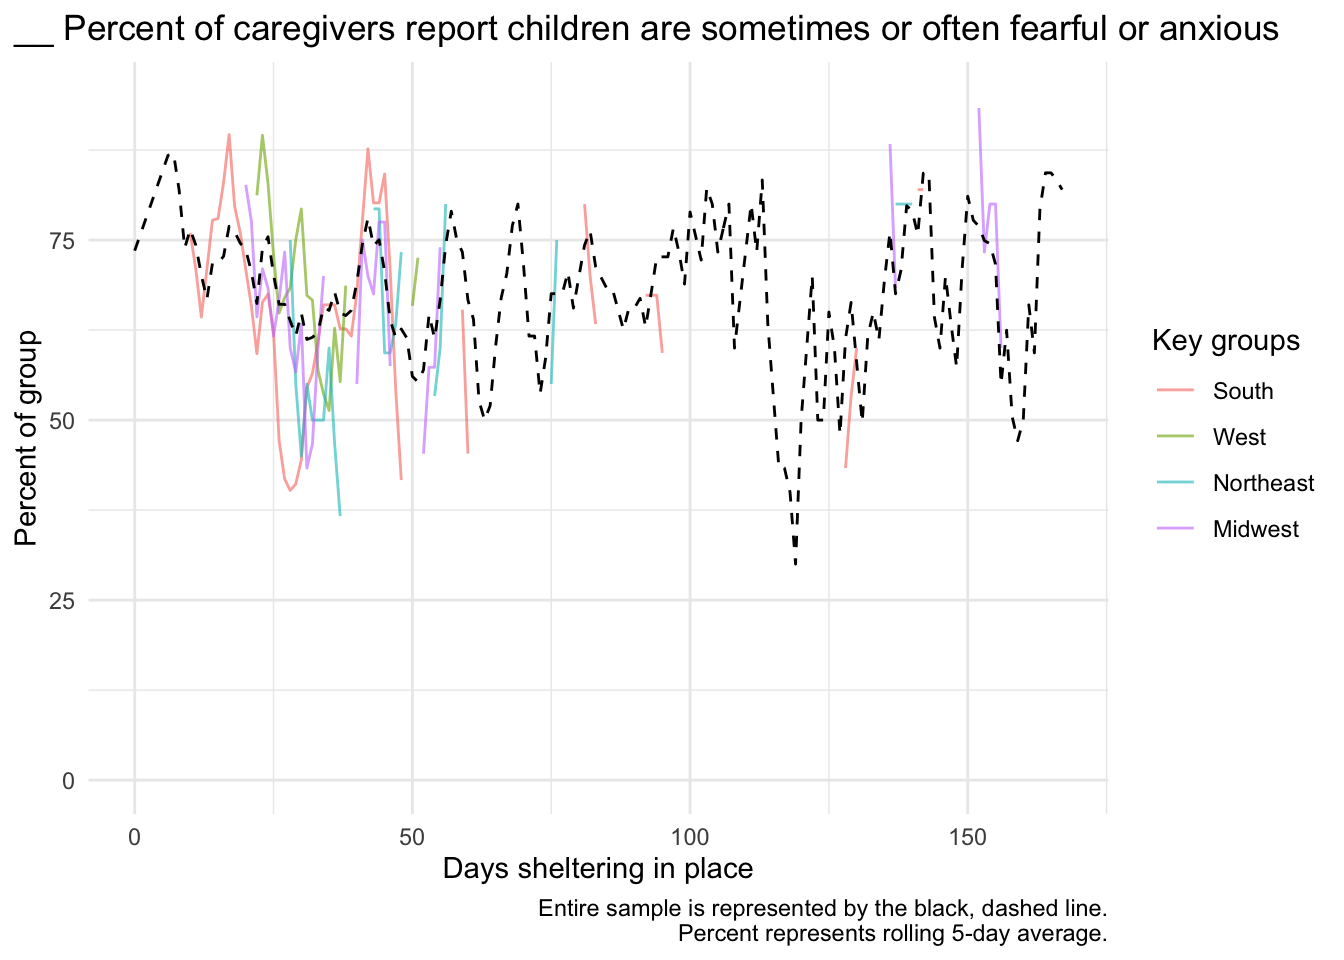 __ Percent of caregivers report children are sometimes or often fearful or anxious
75
50
25
0
Percent of group
0 50 100 150
Days sheltering in place
Key groups
South
West
Northeast
Midwest
Entire sample is represented by the black, dashed line.
Percent represents rolling 5-day average.